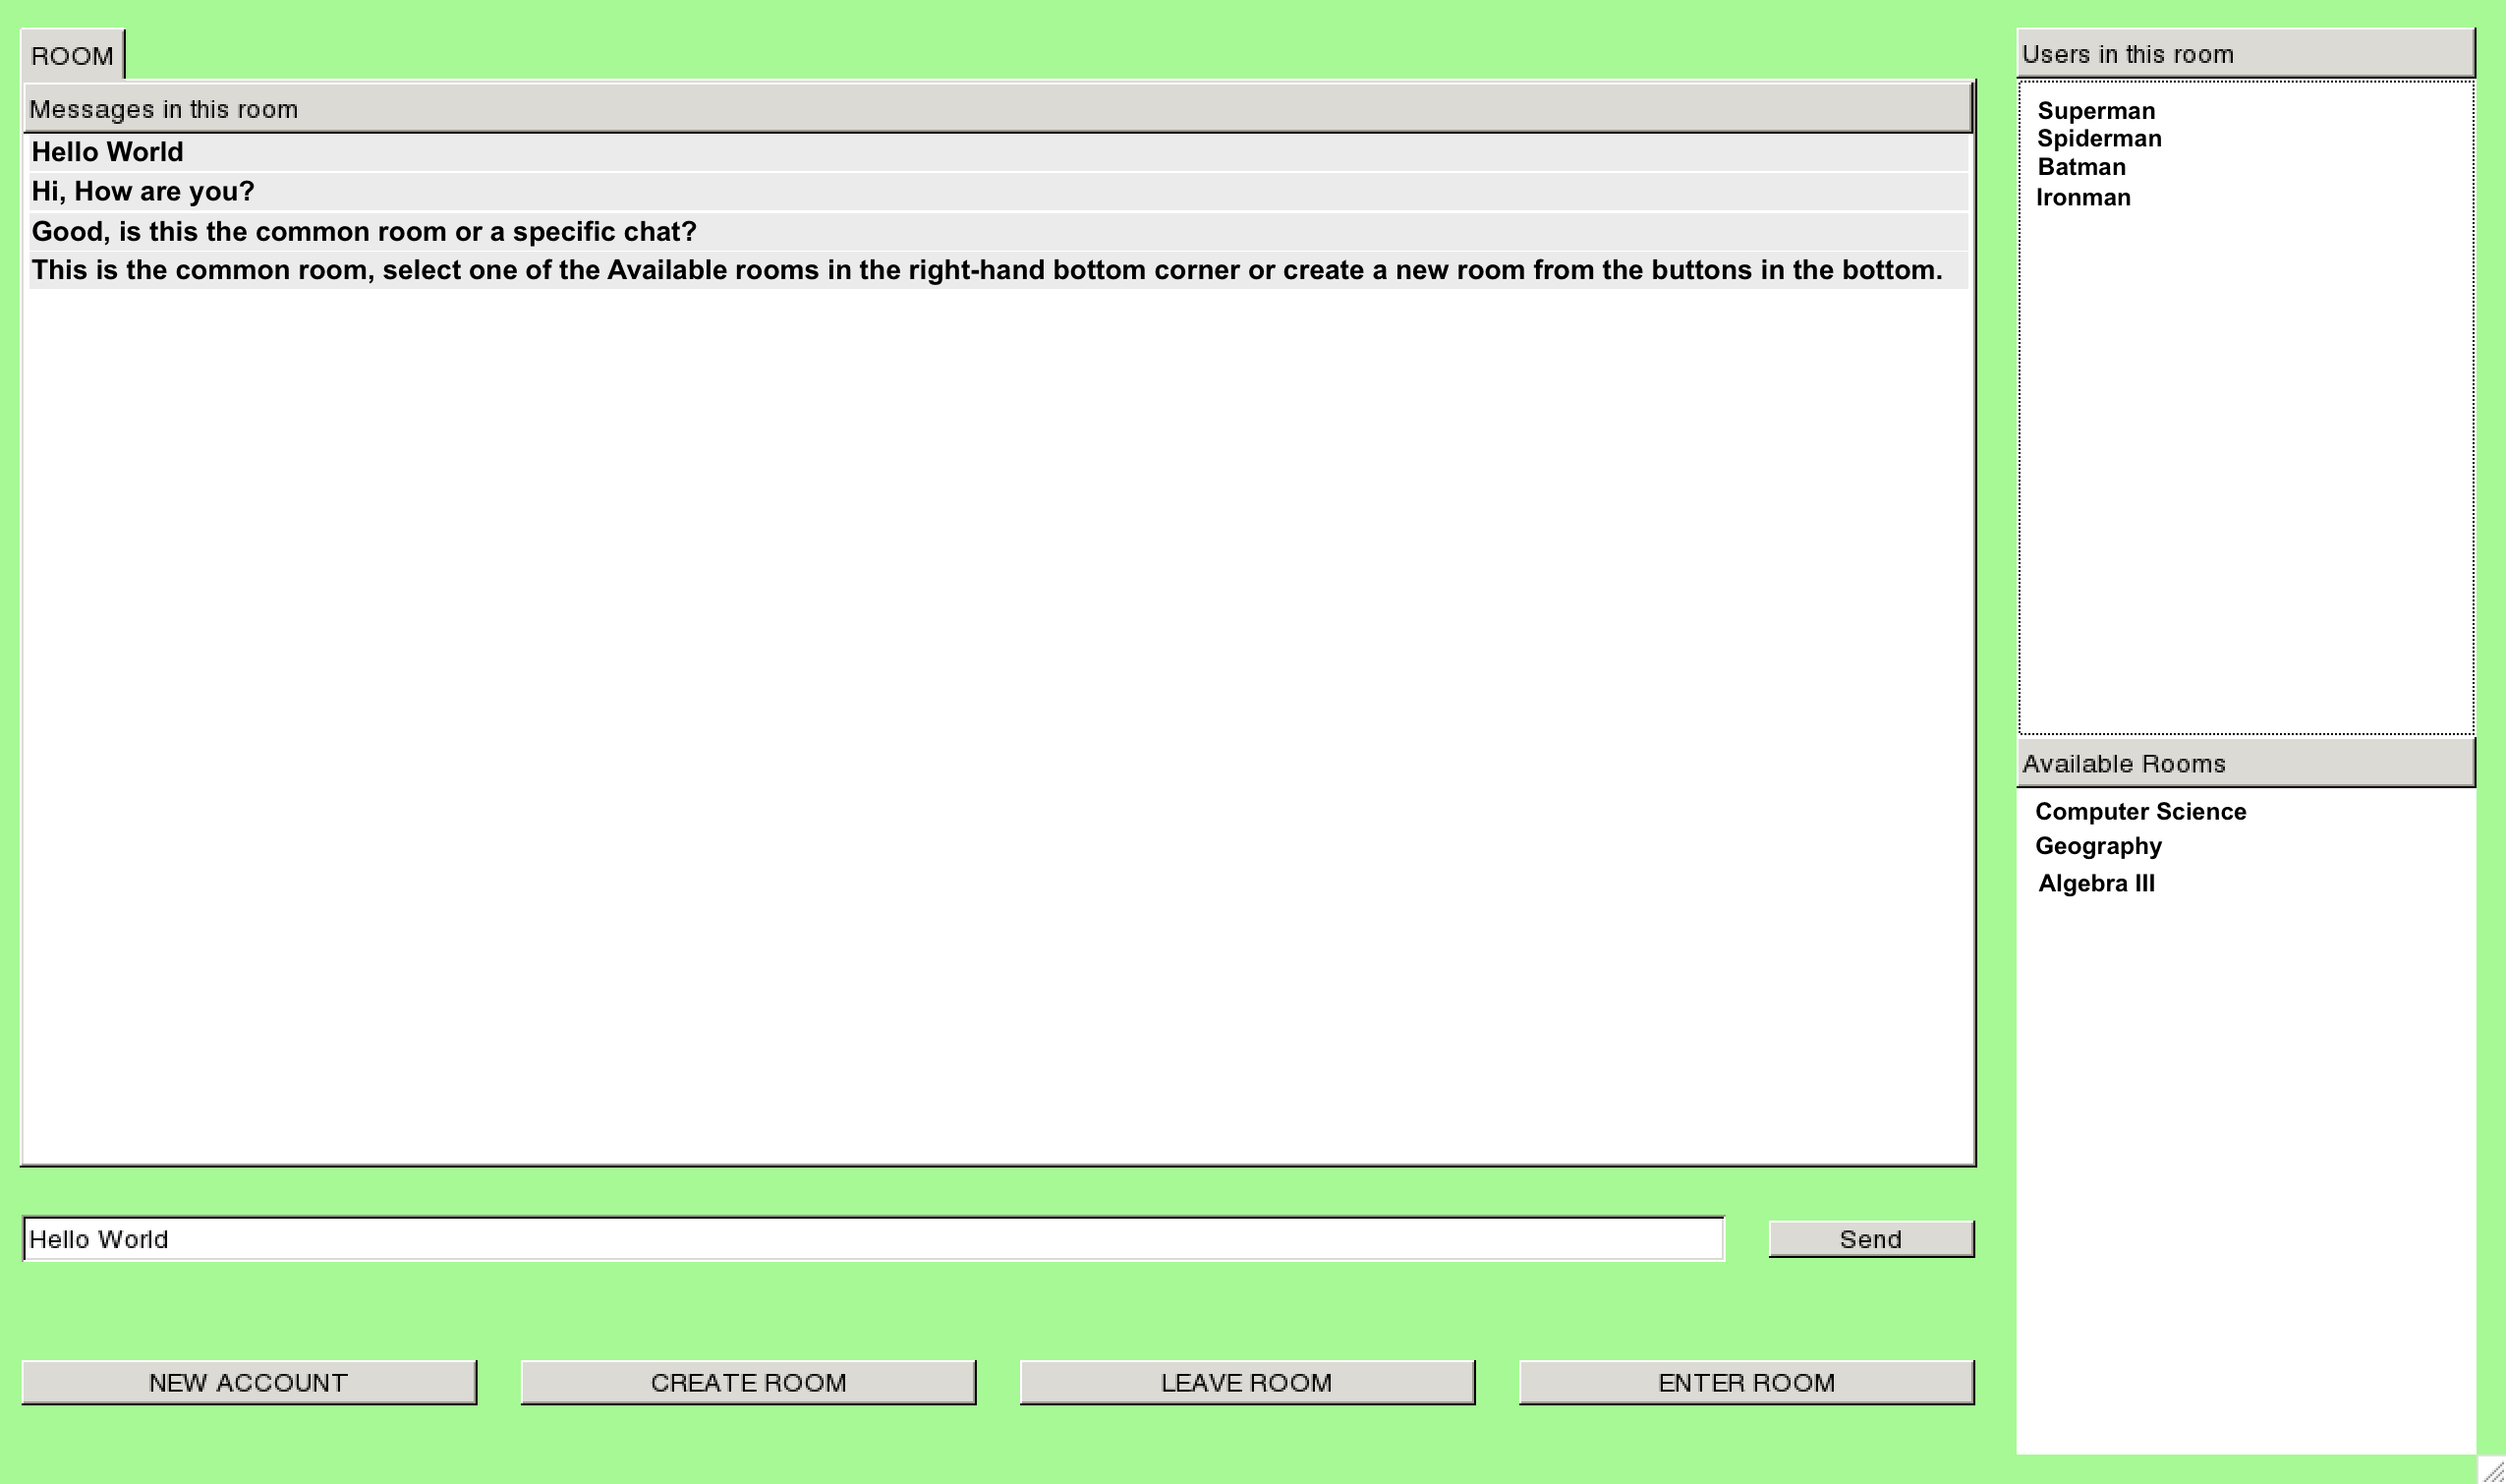 ROOM
Messages in this room
Hello World
Hi, How are you?
Good, is this the common room or a specific chat?
This is the common room, select one of the Available rooms in the right-hand bottom corner or create a new room from the buttons in the bottom.
Hello World
Send
NEW ACCOUNT
CREATE ROOM
LEAVE ROOM
ENTER ROOM
Users in this room
Superman
Spiderman
Batman
Ironman
Available Rooms
Computer Science
Geography
Algebra III